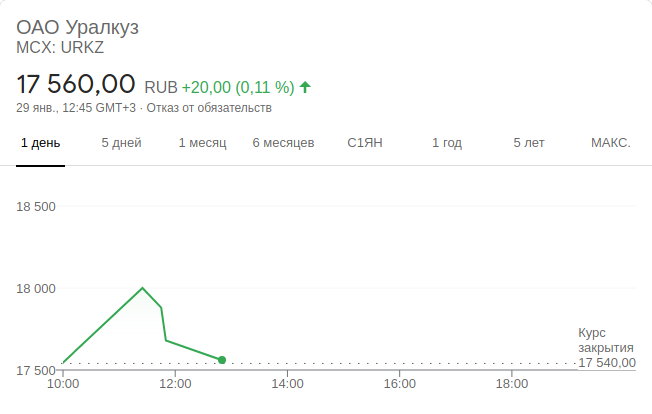 ОАО Уралкуз
MCX: URKZ
17 560,00 RUB +20,00 (0,11 %)
29 янв., 12:45 GMT+3 · Отказ от обязательств
1 день 5 дней 1 месяц 6 месяцев С1ЯН 1 год 5 лет МАКС.
18 500
18 000
17 500
Курс
закрытия
17 540,00
10:00 12:00 14:00 16:00 18:00